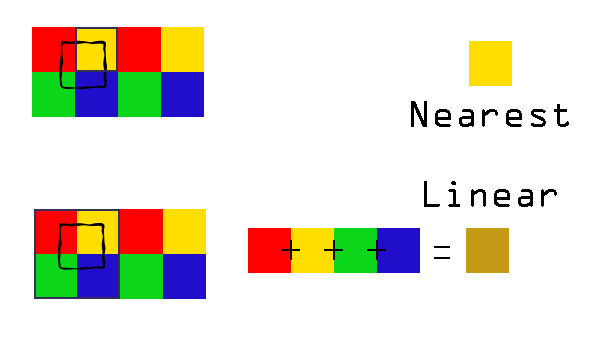 Nearest
Linear
+ + + =